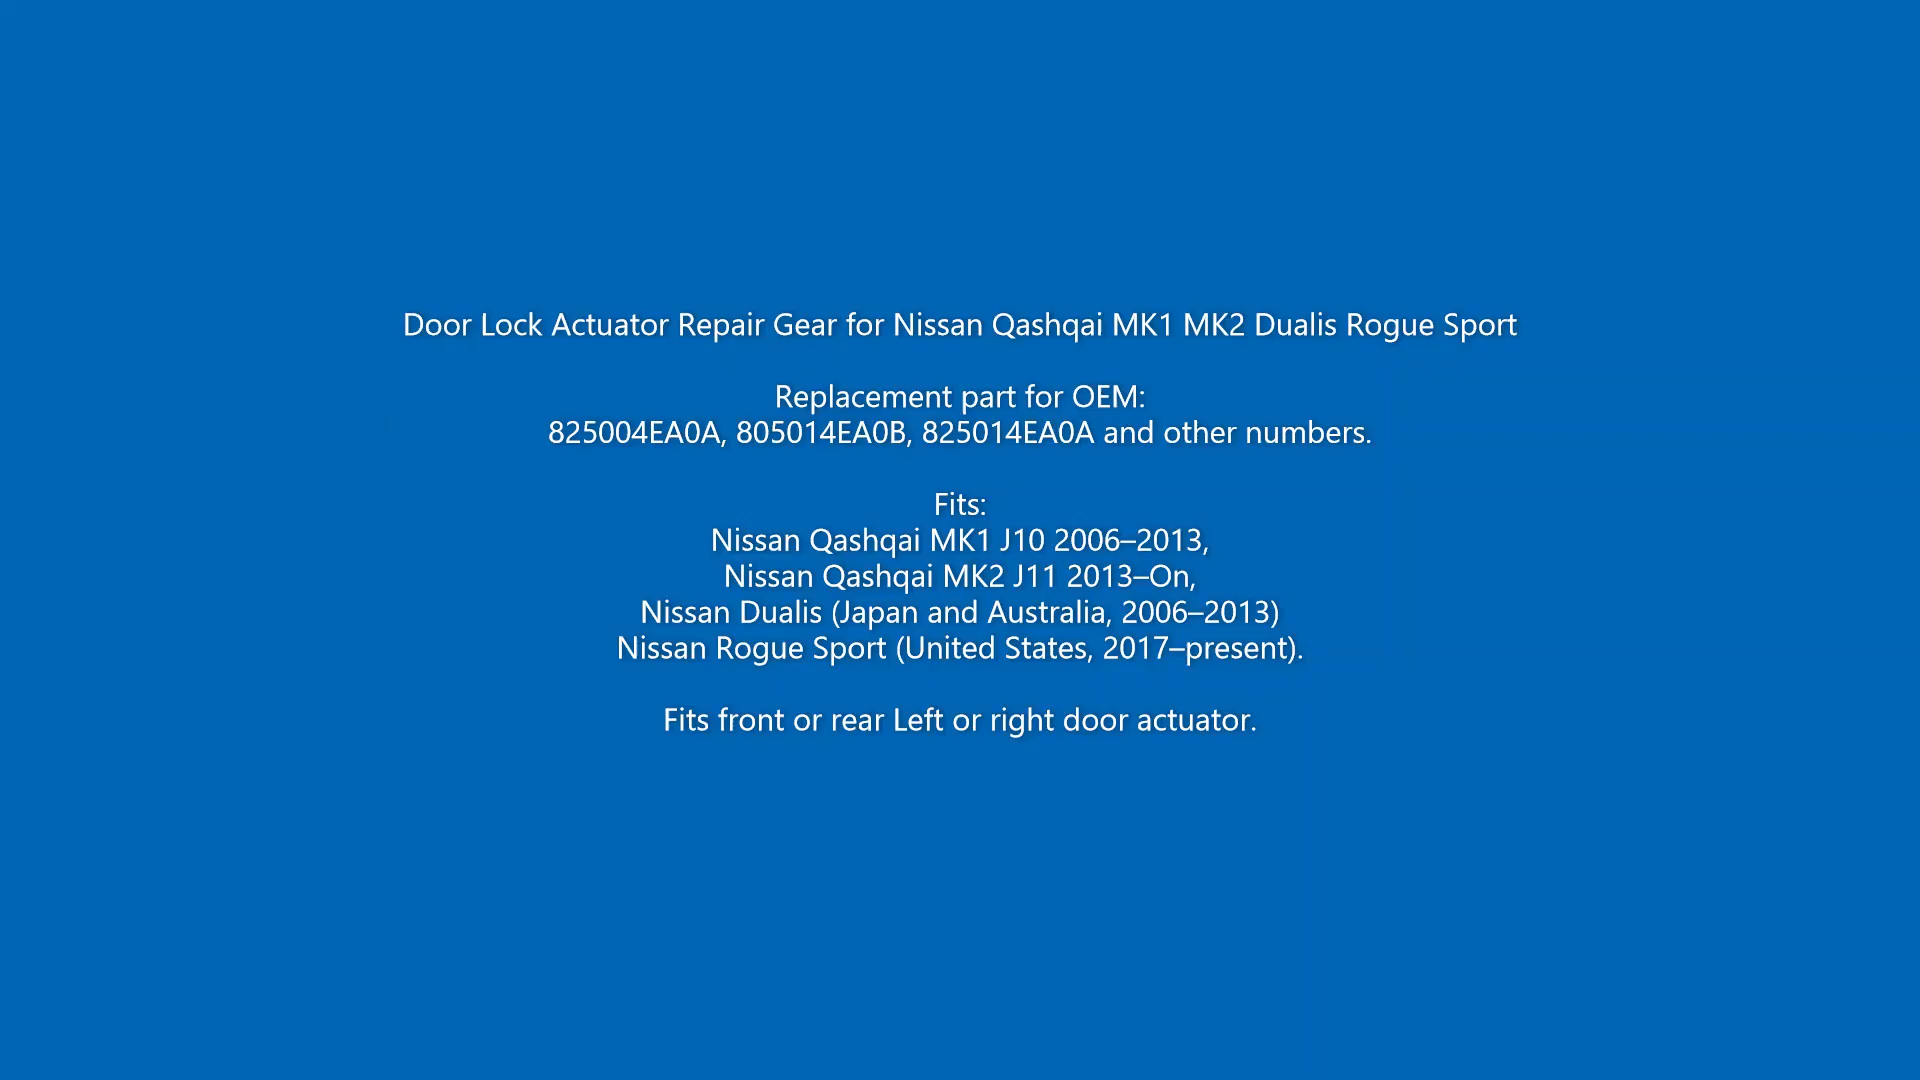 Door Lock Actuator Repair Gear for Nissan Qashqai MK1 MK2 Dualis Rogue Sport
Replacement part for OEM:
825004EA0A, 805014EA0B, 825014EA0A and other numbers.
Fits:
Nissan Qashqai MK1 J10 2006–2013,
Nissan Qashqai MK2 J11 2013–On,
Nissan Dualis (Japan and Australia, 2006–2013)
Nissan Rogue Sport (United States, 2017–present).
Fits front or rear Left or right door actuator.